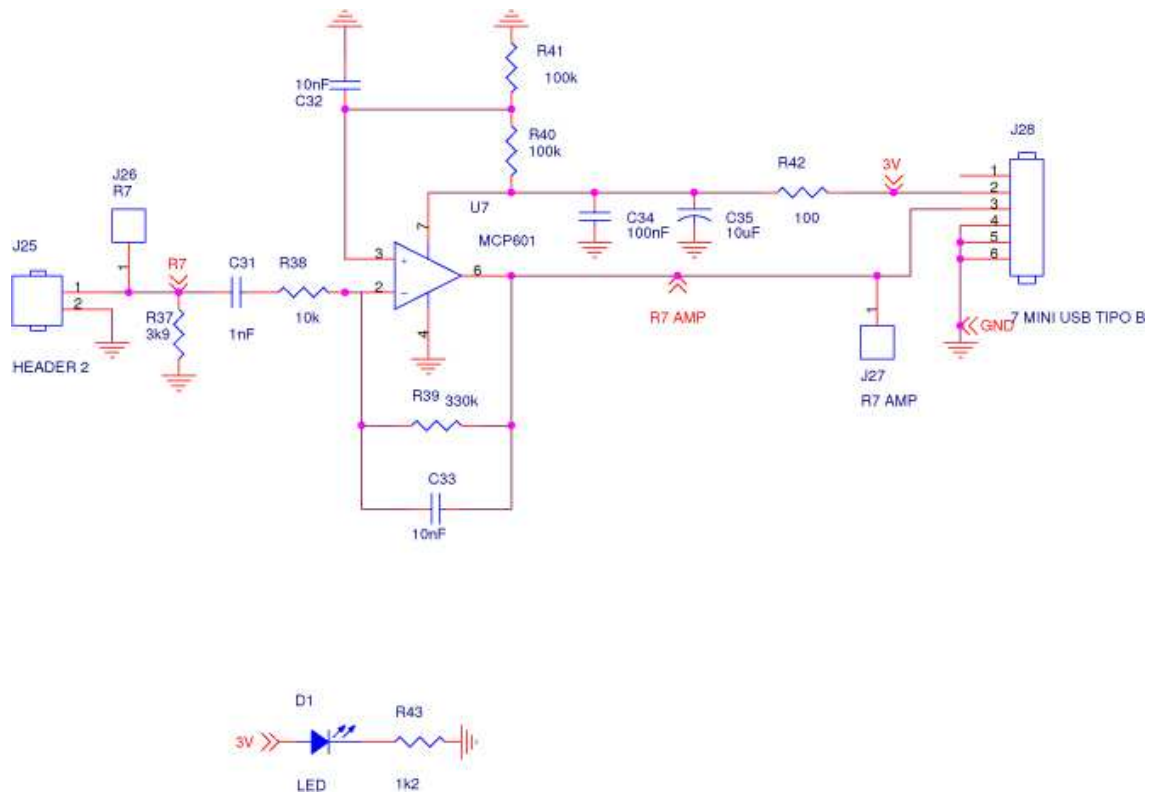 R41
100k
10nF
C32
R40
100k
J28
J26
R7
R42
3V
1
2
3
4
5
6
U7
7
C34
100nF
C35
10uF
100
MCP601
J25
R7
C31
R38
3
+
6
1
1
2
2
-
R37
3k9
1nF
10k
4
R7 AMP
1
GND
7 MINI USB TIPO B
HEADER 2
J27
R7 AMP
R39
330k
C33
10nF
D1
R43
3V
LED
1k2